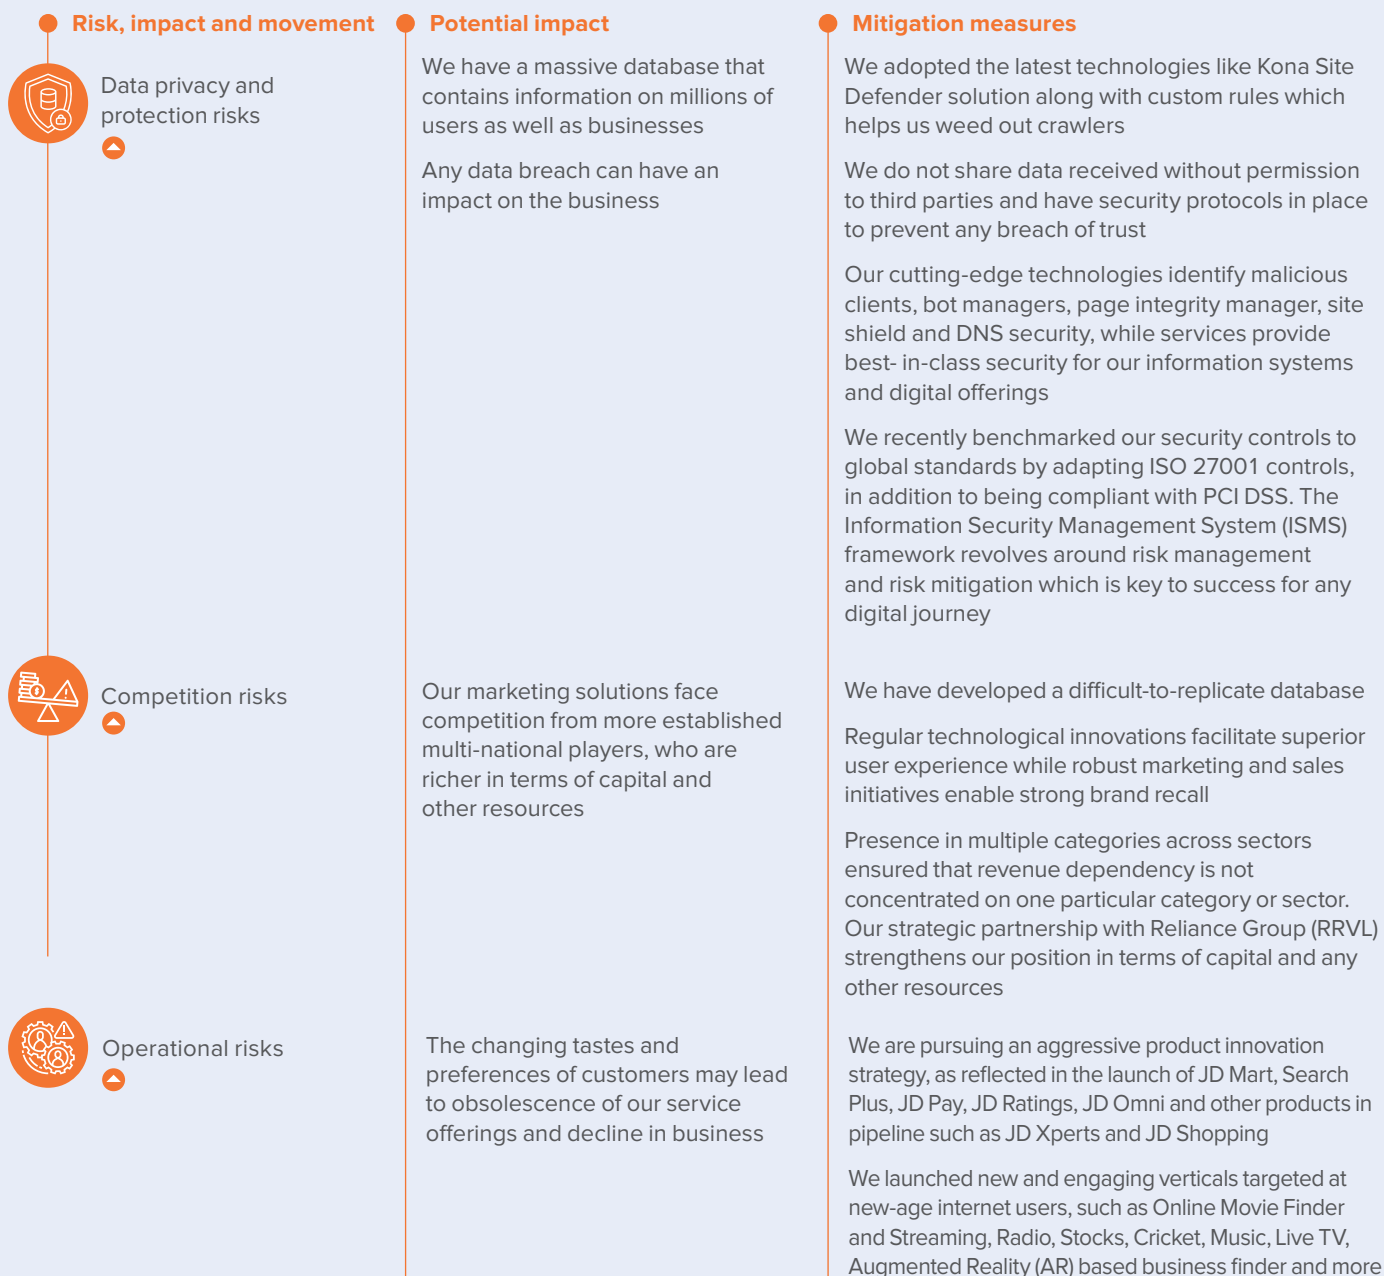 Risk, impact and movement
Potential impact
Mitigation measures
Data privacy and
protection risks
We have a massive database that
contains information on millions of
users as well as businesses
Any data breach can have an
impact on the business
We adopted the latest technologies like Kona Site
Defender solution along with custom rules which
helps us weed out crawlers
We do not share data received without permission
to third parties and have security protocols in place
to prevent any breach of trust
Our cutting-edge technologies identify malicious
clients, bot managers, page integrity manager, site
shield and DNS security, while services provide
best- in-class security for our information systems
and digital offerings
We recently benchmarked our security controls to
global standards by adapting ISO 27001 controls,
in addition to being compliant with PCI DSS. The
Information Security Management System (ISMS)
framework revolves around risk management
and risk mitigation which is key to success for any
digital journey
Competition risks
Our marketing solutions face
competition from more established
multi-national players, who are
richer in terms of capital and
other resources
We have developed a difficult-to-replicate database
Regular technological innovations facilitate superior
user experience while robust marketing and sales
initiatives enable strong brand recall
Presence in multiple categories across sectors
ensured that revenue dependency is not
concentrated on one particular category or sector.
Our strategic partnership with Reliance Group (RRVL)
strengthens our position in terms of capital and any
other resources
Operational risks
The changing tastes and
preferences of customers may lead
to obsolescence of our service
offerings and decline in business
We are pursuing an aggressive product innovation
strategy, as reflected in the launch of JD Mart, Search
Plus, JD Pay, JD Ratings, JD Omni and other products in
pipeline such as JD Xperts and JD Shopping
We launched new and engaging verticals targeted at
new-age internet users, such as Online Movie Finder
and Streaming, Radio, Stocks, Cricket, Music, Live TV,
Augmented Reality (AR) based business finder and more